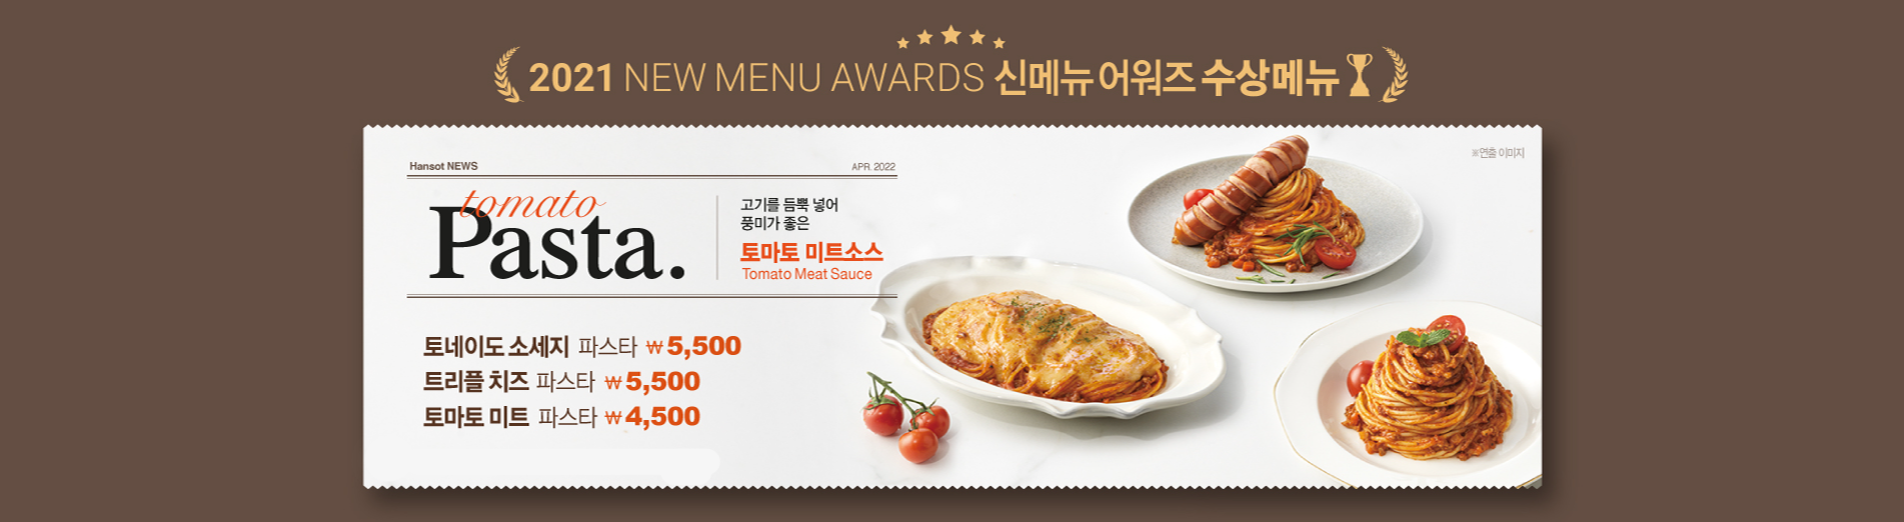 2021 NEW MENU AWARDS 신메뉴 어워즈 수상메뉴
Hansot NEWS
APR. 2022
※연출 이미지
tomato
Pasta.
고기를 듬뿍 넣어
풍미가 좋은
토마토 미트소스
Tomato Meat Sauce
토네이도 소세지 파스타 ₩5,500
트리플 치즈 파스타 ₩5,500
토마토 미트 파스타 ₩4,500